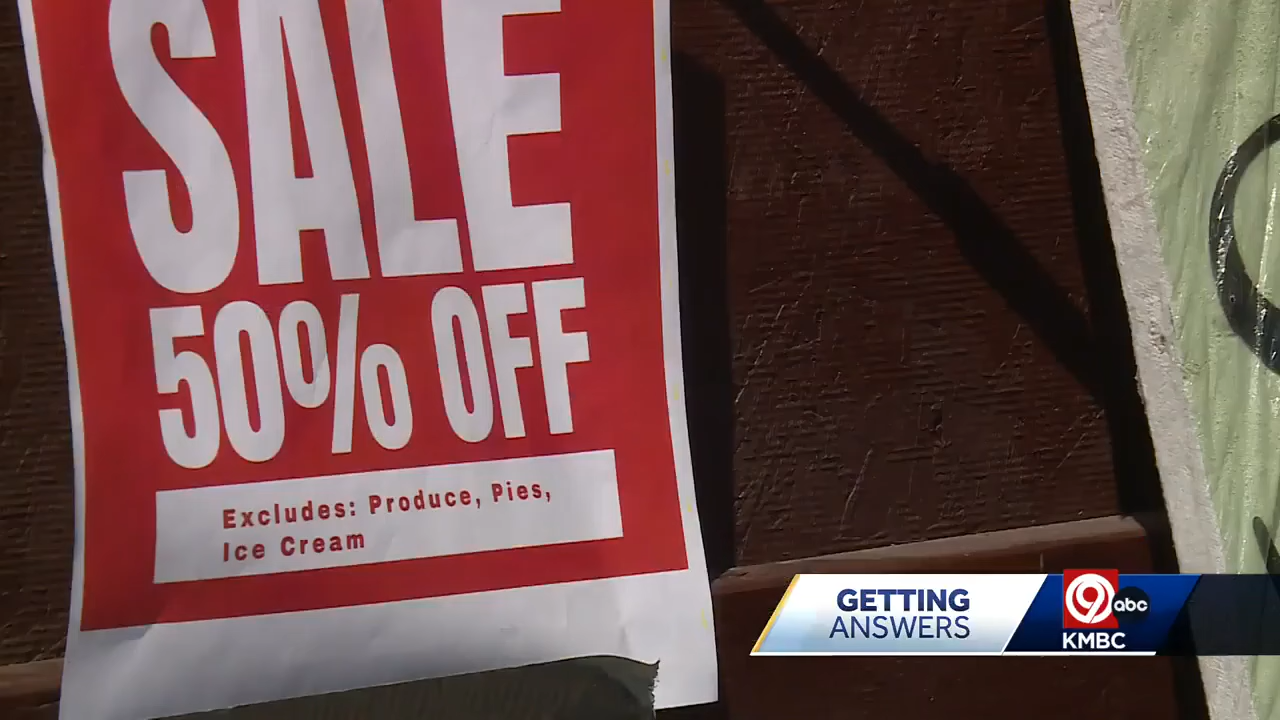 SALE
50% OFF
Excludes: Produce, Pies,
Ice Cream
GETTING
ANSWERS
9
abc
KMBC